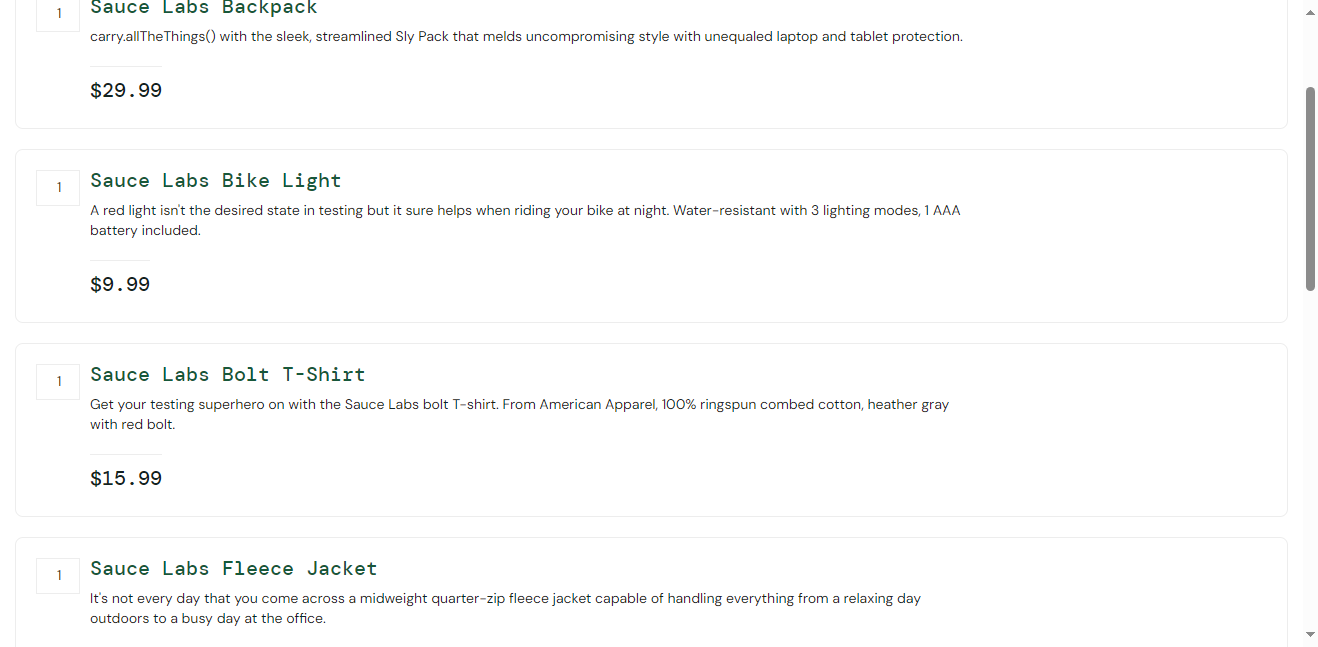 1
Sauce Labs Backpack
carry.allTheThings() with the sleek, streamlined Sly Pack that melds uncompromising style with unequaled laptop and tablet protection.
$29.99
1
Sauce Labs Bike Light
A red light isn't the desired state in testing but it sure helps when riding your bike at night. Water-resistant with 3 lighting modes, 1 AAA
battery included.
$9.99
1
Sauce Labs Bolt T-Shirt
Get your testing superhero on with the Sauce Labs bolt T-shirt. From American Apparel, 100% ringspun combed cotton, heather gray
with red bolt.
$15.99
1
Sauce Labs Fleece Jacket
It's not every day that you come across a midweight quarter-zip fleece jacket capable of handling everything from a relaxing day
outdoors to a busy day at the office.